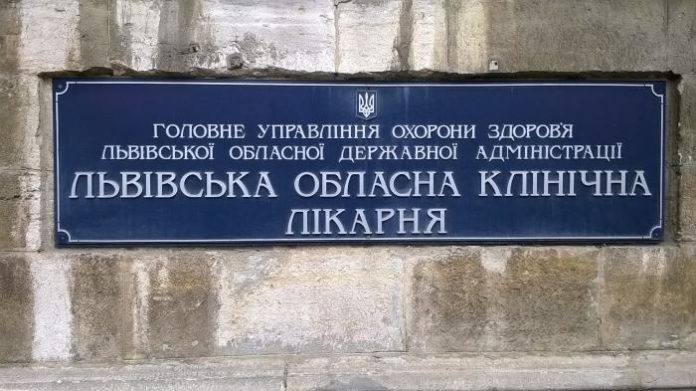 ГОЛОВНЕ УПРАВЛІННЯ ОХОРОНИ ЗДОРОВ'Я
ЛЬВІВСЬКОЇ ОБЛАСНОЇ ДЕРЖАВНОЇ АДМІНІСТРАЦІЇ
ЛЬВІВСЬКА ОБЛАСНА КЛІНІЧНА
ЛІКАРНЯ